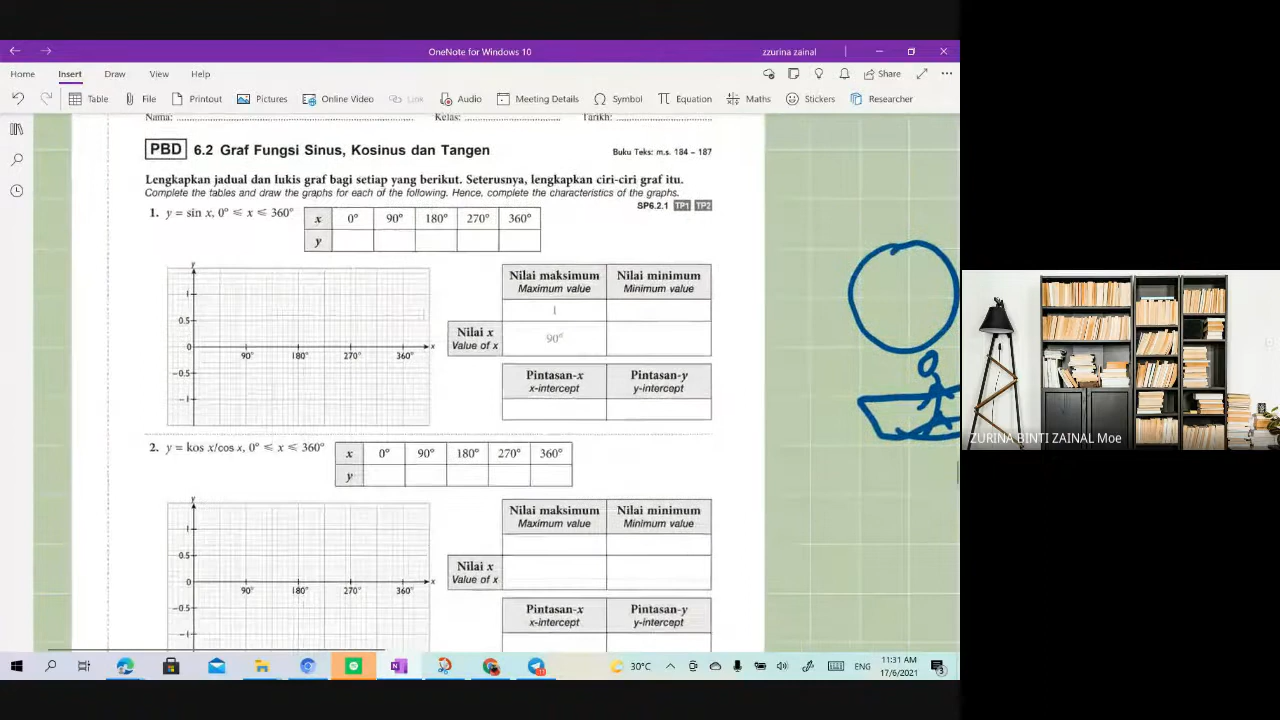 OneNote for Windows 10
zzurina zainal
Home Insert Draw View Help
Share
Table File Printout Pictures Online Video Link Audio Meeting Details Symbol Equation Maths Stickers Researcher
Nama: Kelas: Tarikh:
PBD 6.2 Graf Fungsi Sinus, Kosinus dan Tangen
Buku Teks: m.s. 184 – 187
Lengkapkan jadual dan lukis graf bagi setiap yang berikut. Seterusnya, lengkapkan ciri-ciri graf itu.
Complete the tables and draw the graphs for each of the following. Hence, complete the characteristics of the graphs.
SP6.2.1 TP1 TP2
1. y = sin x, 0° ⩽ x ⩽ 360°
x 0° 90° 180° 270° 360°
y
y
1
0.5
0
–0.5
–1
90° 180° 270° 360° x
Nilai maksimum Nilai minimum
Maximum value Minimum value
1
Nilai x
Value of x
90°
Pintasan-x Pintasan-y
x-intercept y-intercept
2. y = kos x/cos x, 0° ⩽ x ⩽ 360°
x 0° 90° 180° 270° 360°
y
y
1
0.5
0
–0.5
–1
90° 180° 270° 360° x
Nilai maksimum Nilai minimum
Maximum value Minimum value
Nilai x
Value of x
Pintasan-x Pintasan-y
x-intercept y-intercept
ZURINA BINTI ZAINAL Moe
30°C
ENG
11:31 AM
17/6/2021